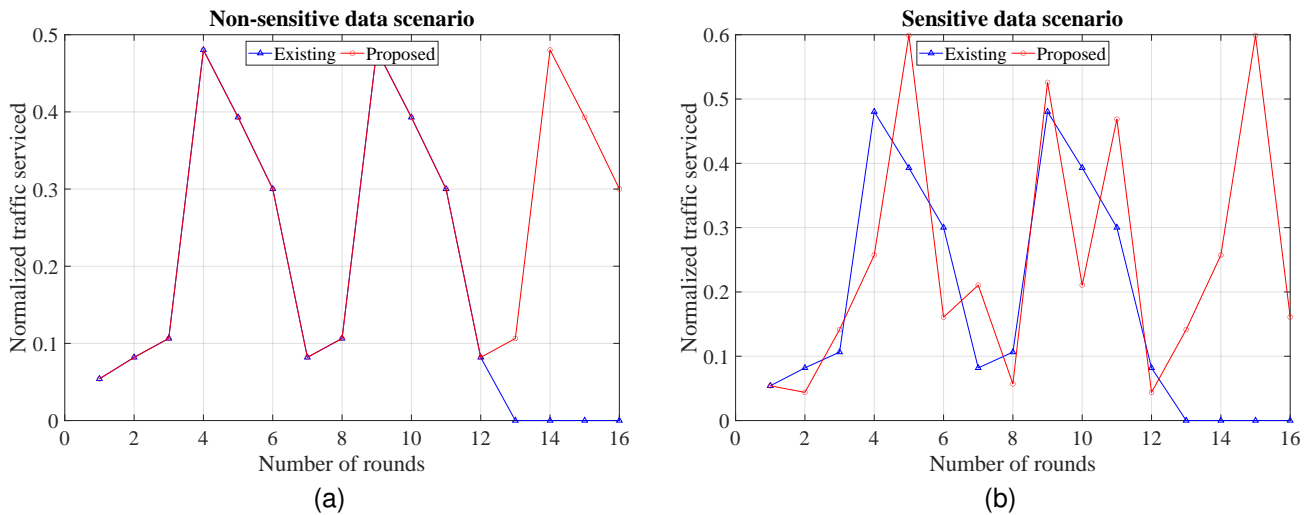 Non-sensitive data scenario
Existing Proposed
Normalized traffic serviced
0.5
0.4
0.3
0.2
0.1
0
0 2 4 6 8 10 12 14 16
Number of rounds
(a)
Sensitive data scenario
Existing Proposed
Normalized traffic serviced
0.6
0.5
0.4
0.3
0.2
0.1
0
0 2 4 6 8 10 12 14 16
Number of rounds
(b)